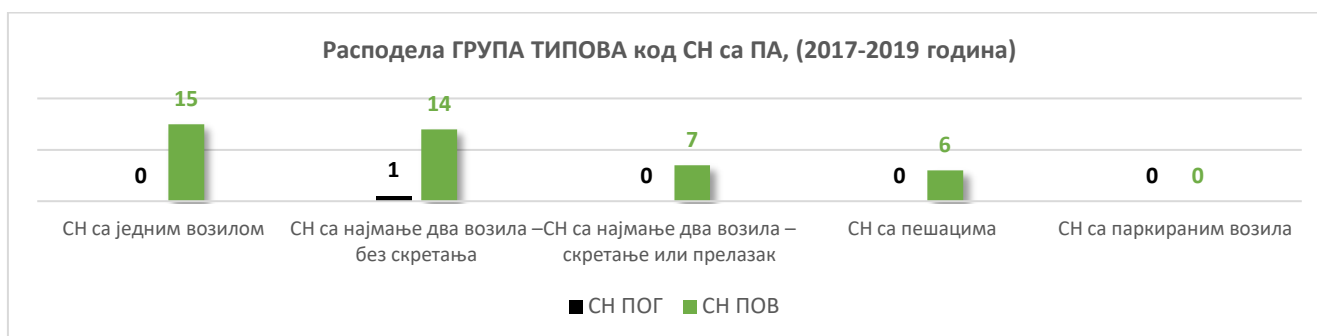 Расподела ГРУПА ТИПОВА код СН са ПА, (2017-2019 година)
0 15 1 14 0 7 0 6 0 0
СН са једним возилом
СН са најмање два возила –
без скретања
СН са најмање два возила –
скретање или прелазак
СН са пешацима
СН са паркираним возила
СН ПОГ СН ПОВ